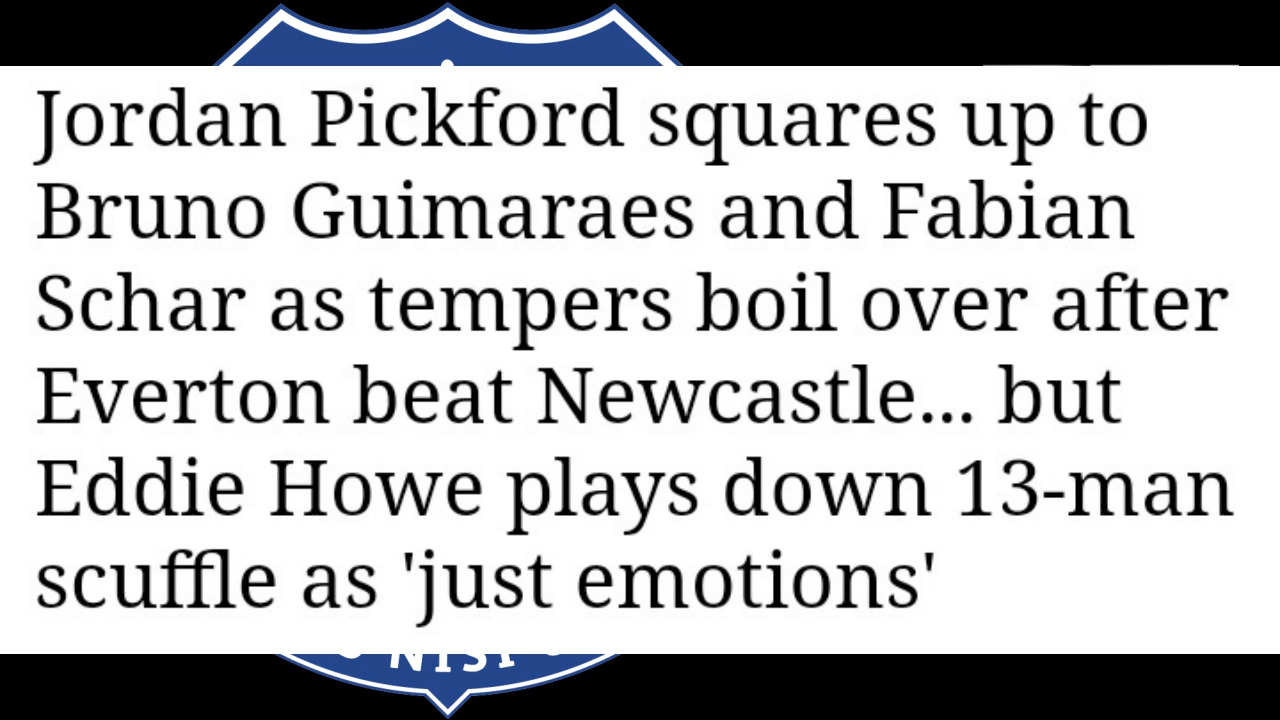 Jordan Pickford squares up to
Bruno Guimaraes and Fabian
Schar as tempers boil over after
Everton beat Newcastle... but
Eddie Howe plays down 13-man
scuffle as 'just emotions'
NISI